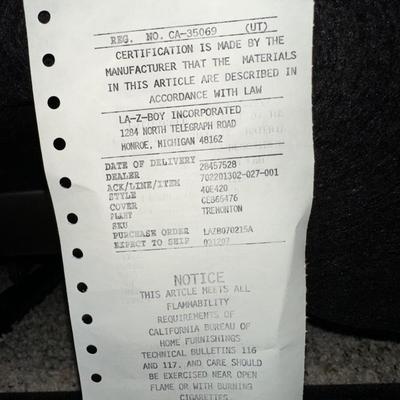 REG. NO. CA-35069 (UT)
CERTIFICATION IS MADE BY THE
MANUFACTURER THAT THE MATERIALS
IN THIS ARTICLE ARE DESCRIBED IN
ACCORDANCE WITH LAW
LA-Z-BOY INCORPORATED
1284 NORTH TELEGRAPH ROAD
MONROE, MICHIGAN 48162
DATE OF DELIVERY
DEALER 28457528
ACK/LINE/ITEM 702201302-027-001
STYLE 40E420
COVER CEB65476
PLANT TREMONTON
SKU
PURCHASE ORDER LAZB070215A
EXPECT TO SHIP 031207
NOTICE
THIS ARTCLE MEETS ALL
FLAMMABILITY
REQUIREMENTS OF
CALIFORNIA BUREAU OF
HOME FURNISHINGS
TECHNICAL BULLETINS 116
AND 117. AND CARE SHOULD
BE EXERCISED NEAR OPEN
FLAME OR WITH BURNING
CIGARETTES